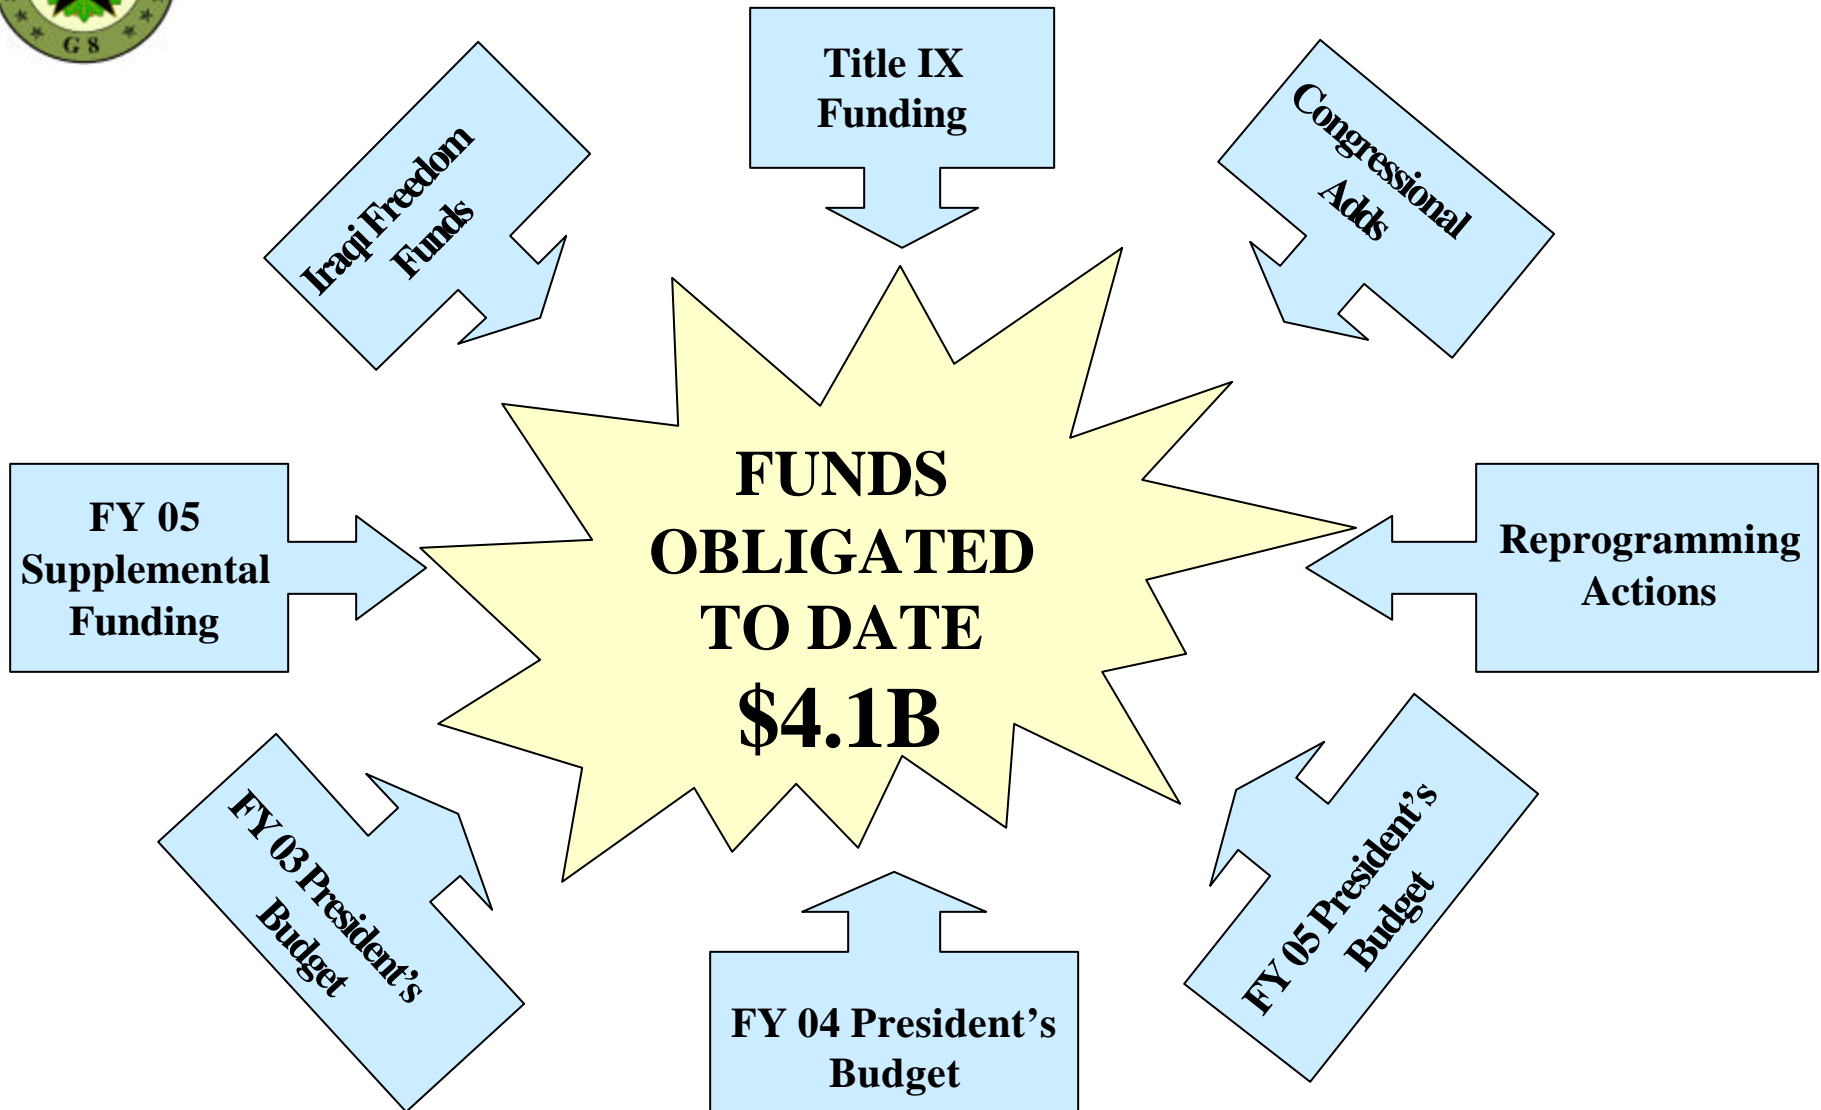 G 8
Title IX
Funding
Iraqi Freedom
Funds
Congressional
Adds
FUNDS
OBLIGATED
TO DATE
$4.1B
FY 05
Supplemental
Funding
Reprogramming
Actions
FY 03 President’s
Budget
FY 04 President’s
Budget
FY 05 President’s
Budget